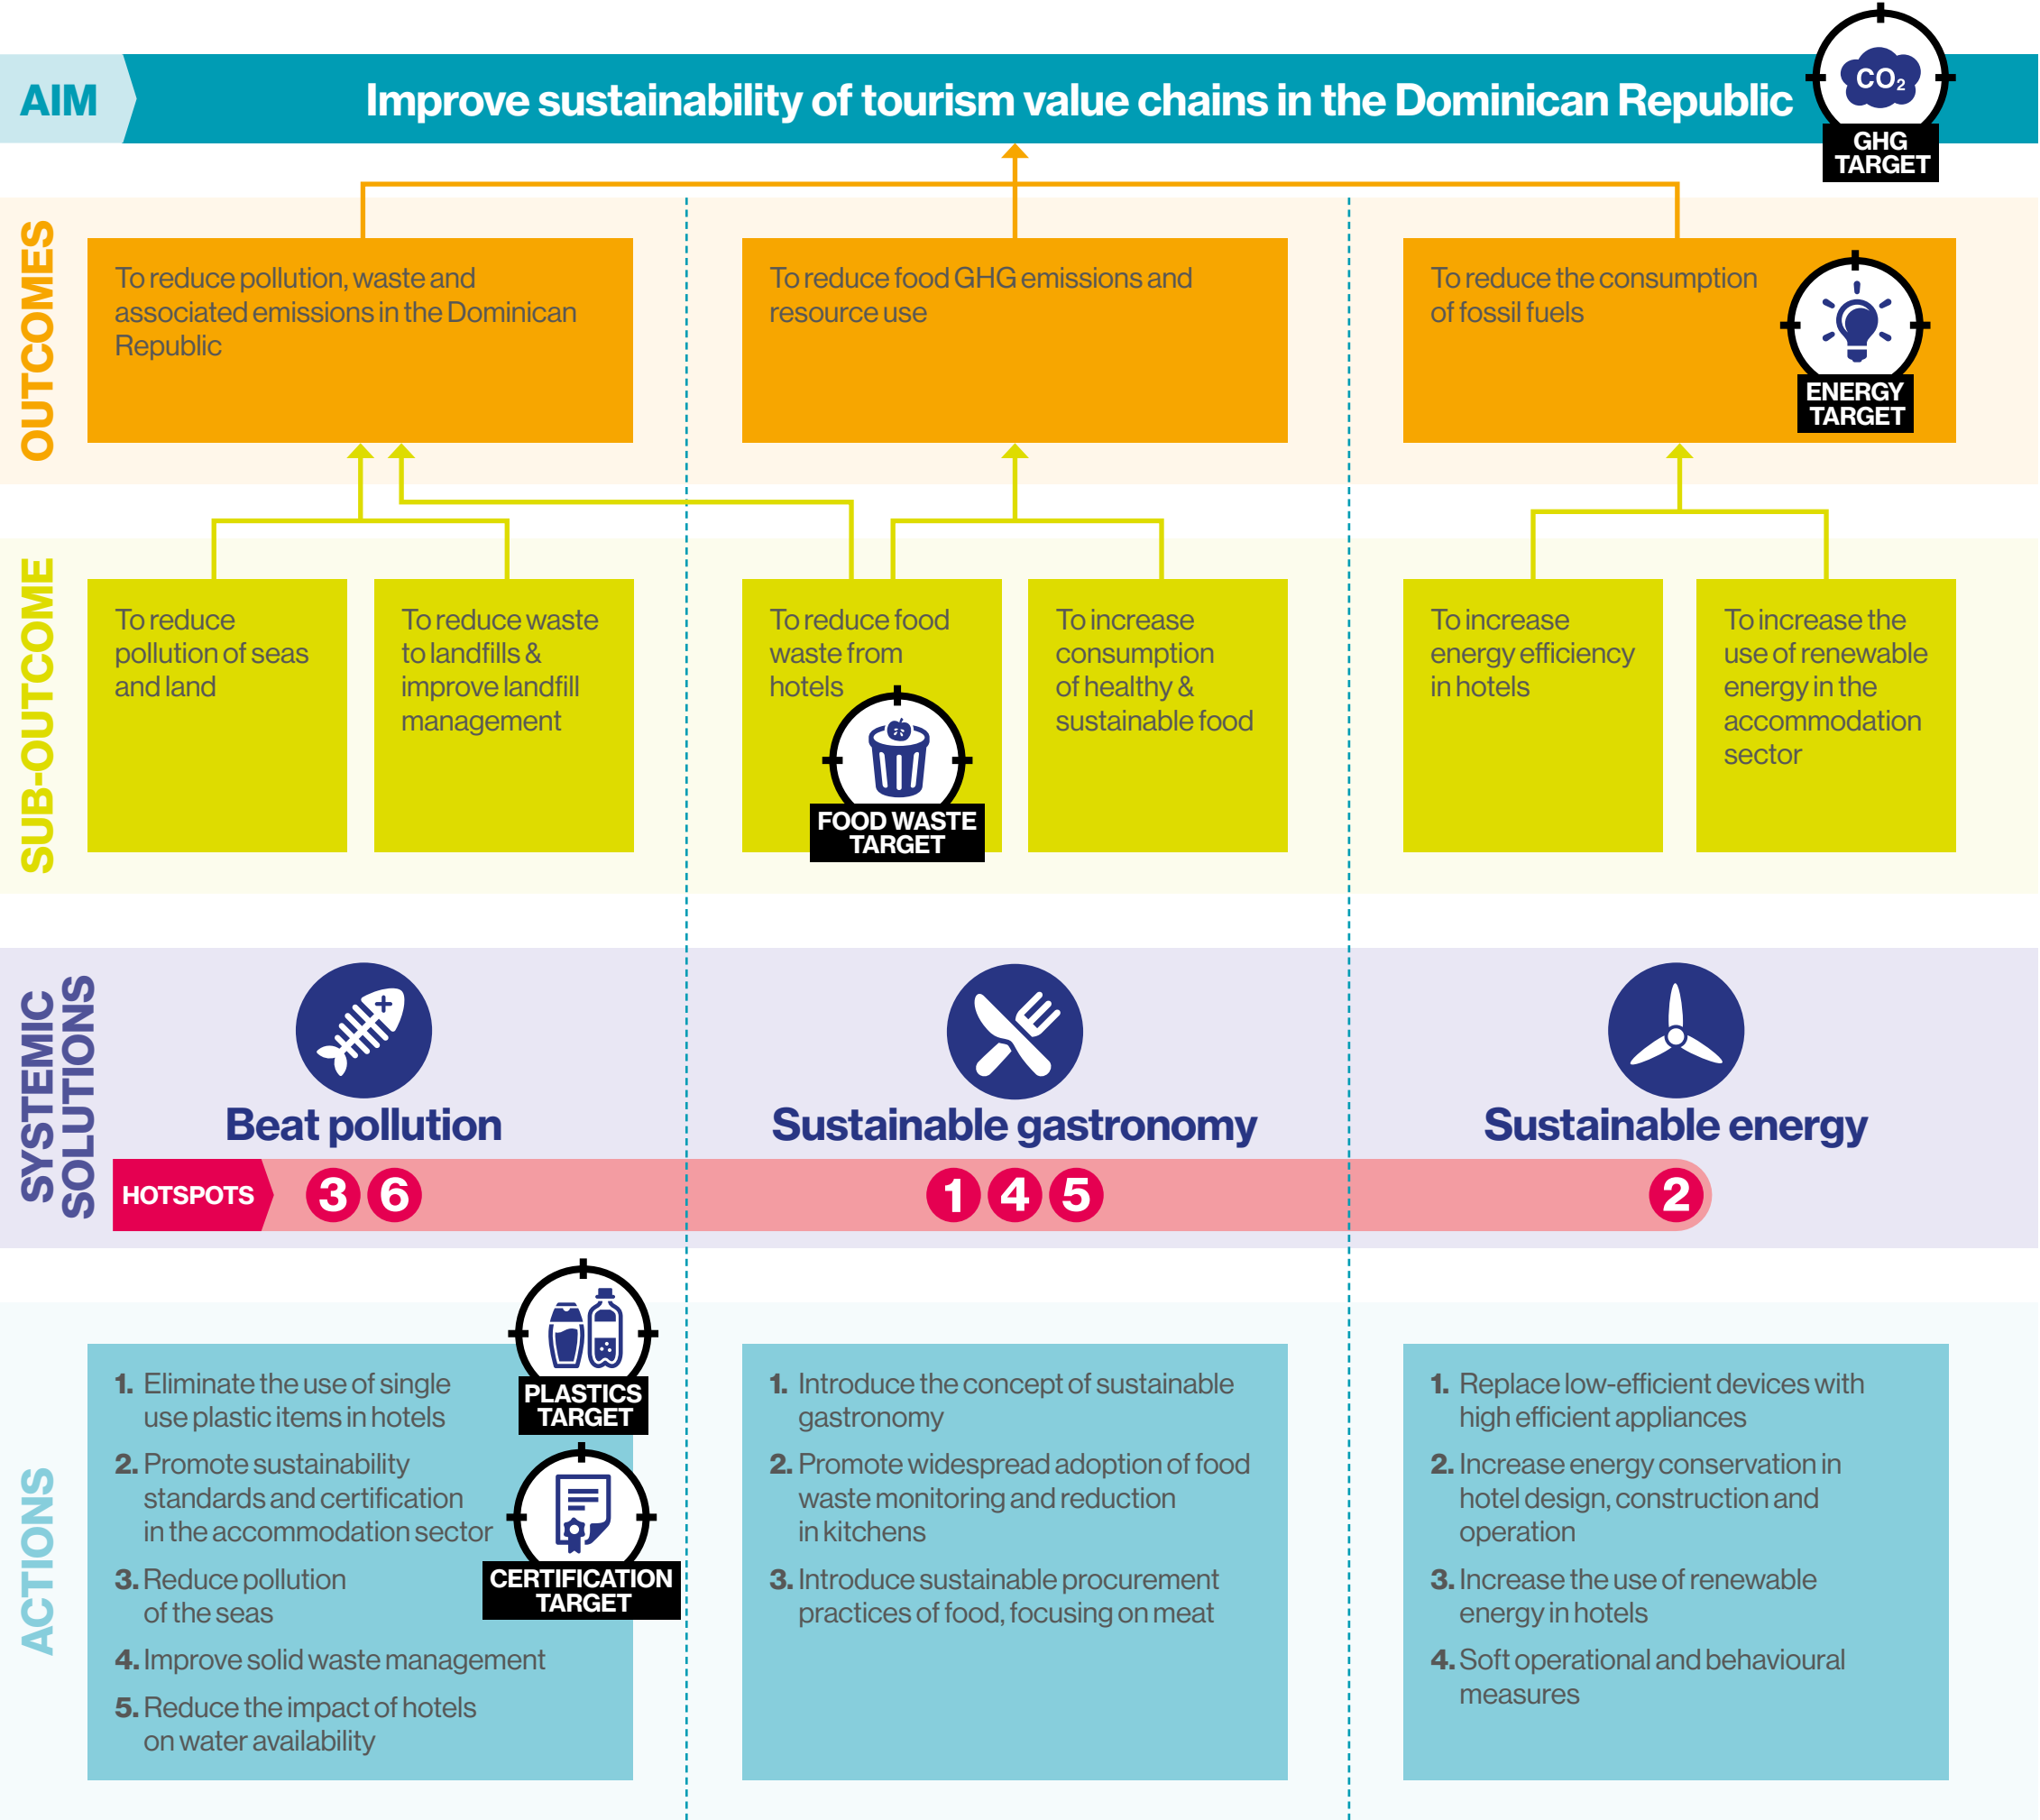 AIM
Improve sustainability of tourism value chains in the Dominican Republic
CO₂
GHG
TARGET
OUTCOMES
To reduce pollution, waste and
associated emissions in the Dominican
Republic
To reduce food GHG emissions and
resource use
To reduce the consumption
of fossil fuels
ENERGY
TARGET
SUB-OUTCOME
To reduce
pollution of seas
and land
To reduce waste
to landfills &
improve landfill
management
To reduce food
waste from
hotels
FOOD WASTE
TARGET
To increase
consumption
of healthy &
sustainable food
To increase
energy efficiency
in hotels
To increase the
use of renewable
energy in the
accommodation
sector
SYSTEMIC
SOLUTIONS
Beat pollution
Sustainable gastronomy
Sustainable energy
HOTSPOTS
3 6
1 4 5
2
ACTIONS
1. Eliminate the use of single
use plastic items in hotels
2. Promote sustainability
standards and certification
in the accommodation sector
3. Reduce pollution
of the seas
4. Improve solid waste management
5. Reduce the impact of hotels
on water availability
PLASTICS
TARGET
CERTIFICATION
TARGET
1. Introduce the concept of sustainable
gastronomy
2. Promote widespread adoption of food
waste monitoring and reduction
in kitchens
3. Introduce sustainable procurement
practices of food, focusing on meat
1. Replace low-efficient devices with
high efficient appliances
2. Increase energy conservation in
hotel design, construction and
operation
3. Increase the use of renewable
energy in hotels
4. Soft operational and behavioural
measures